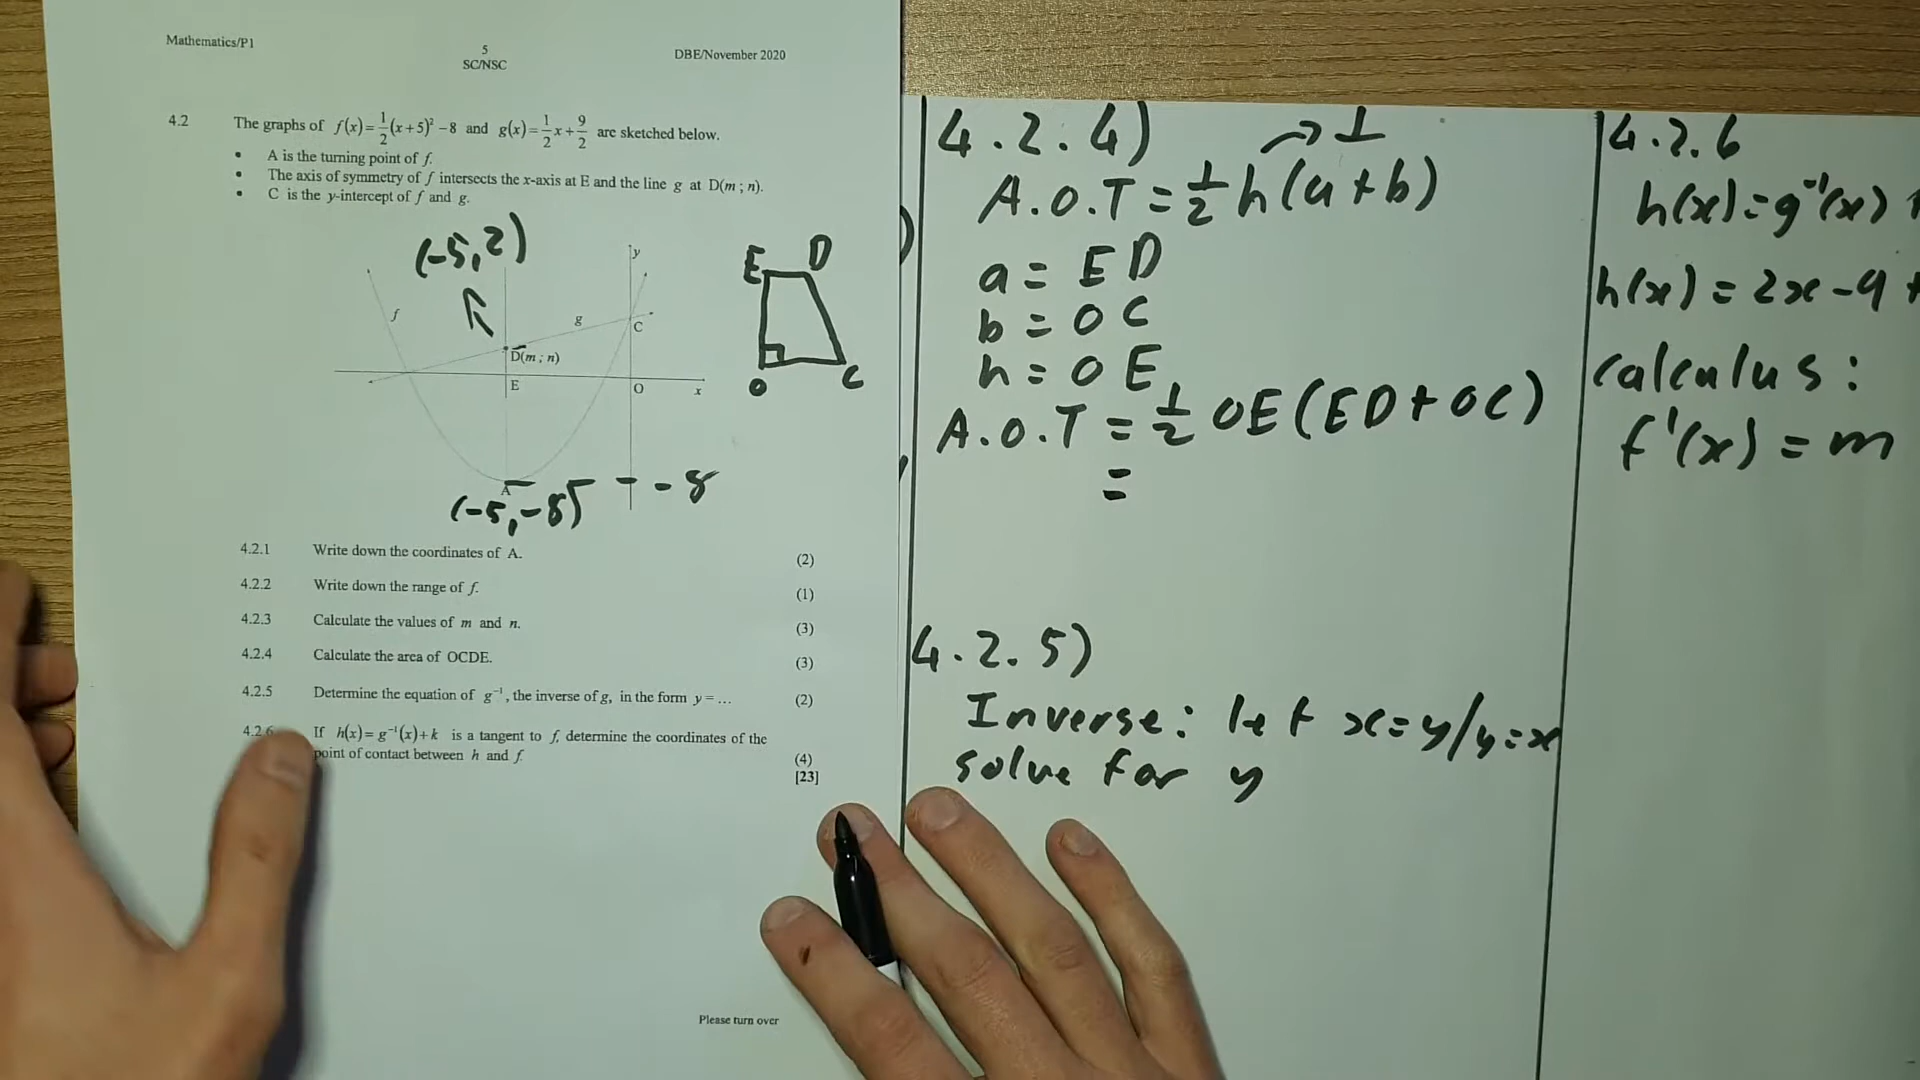 Mathematics/P1
5
SC/NSC
DBE/November 2020
4.2 The graphs of f(x)=1/2(x+5)²−8 and g(x)=1/2x+9/2 are sketched below.
• A is the turning point of f.
• The axis of symmetry of f intersects the x-axis at E and the line g at D(m ; n).
• C is the y-intercept of f and g.
(-5,2)
y
f
g
C
D(m ; n)
E
O
x
A
(-5,-8)
-8
E D
O C
4.2.1 Write down the coordinates of A. (2)
4.2.2 Write down the range of f. (1)
4.2.3 Calculate the values of m and n. (3)
4.2.4 Calculate the area of OCDE. (3)
4.2.5 Determine the equation of g⁻¹, the inverse of g, in the form y = … (2)
4.2.6 If h(x)= g⁻¹(x)+k is a tangent to f, determine the coordinates of the
point of contact between h and f. (4)
[23]
Please turn over
4.2.4)
→ ⊥
A.O.T = 1/2 h(a+b)
a = ED
b = OC
h = OE
A.O.T = 1/2 OE(ED+OC)
=
4.2.5)
Inverse: let x=y/y=x
solve for y
4.2.6
h(x)=g⁻¹(x)
h(x) = 2x-9
calculus:
f'(x) = m